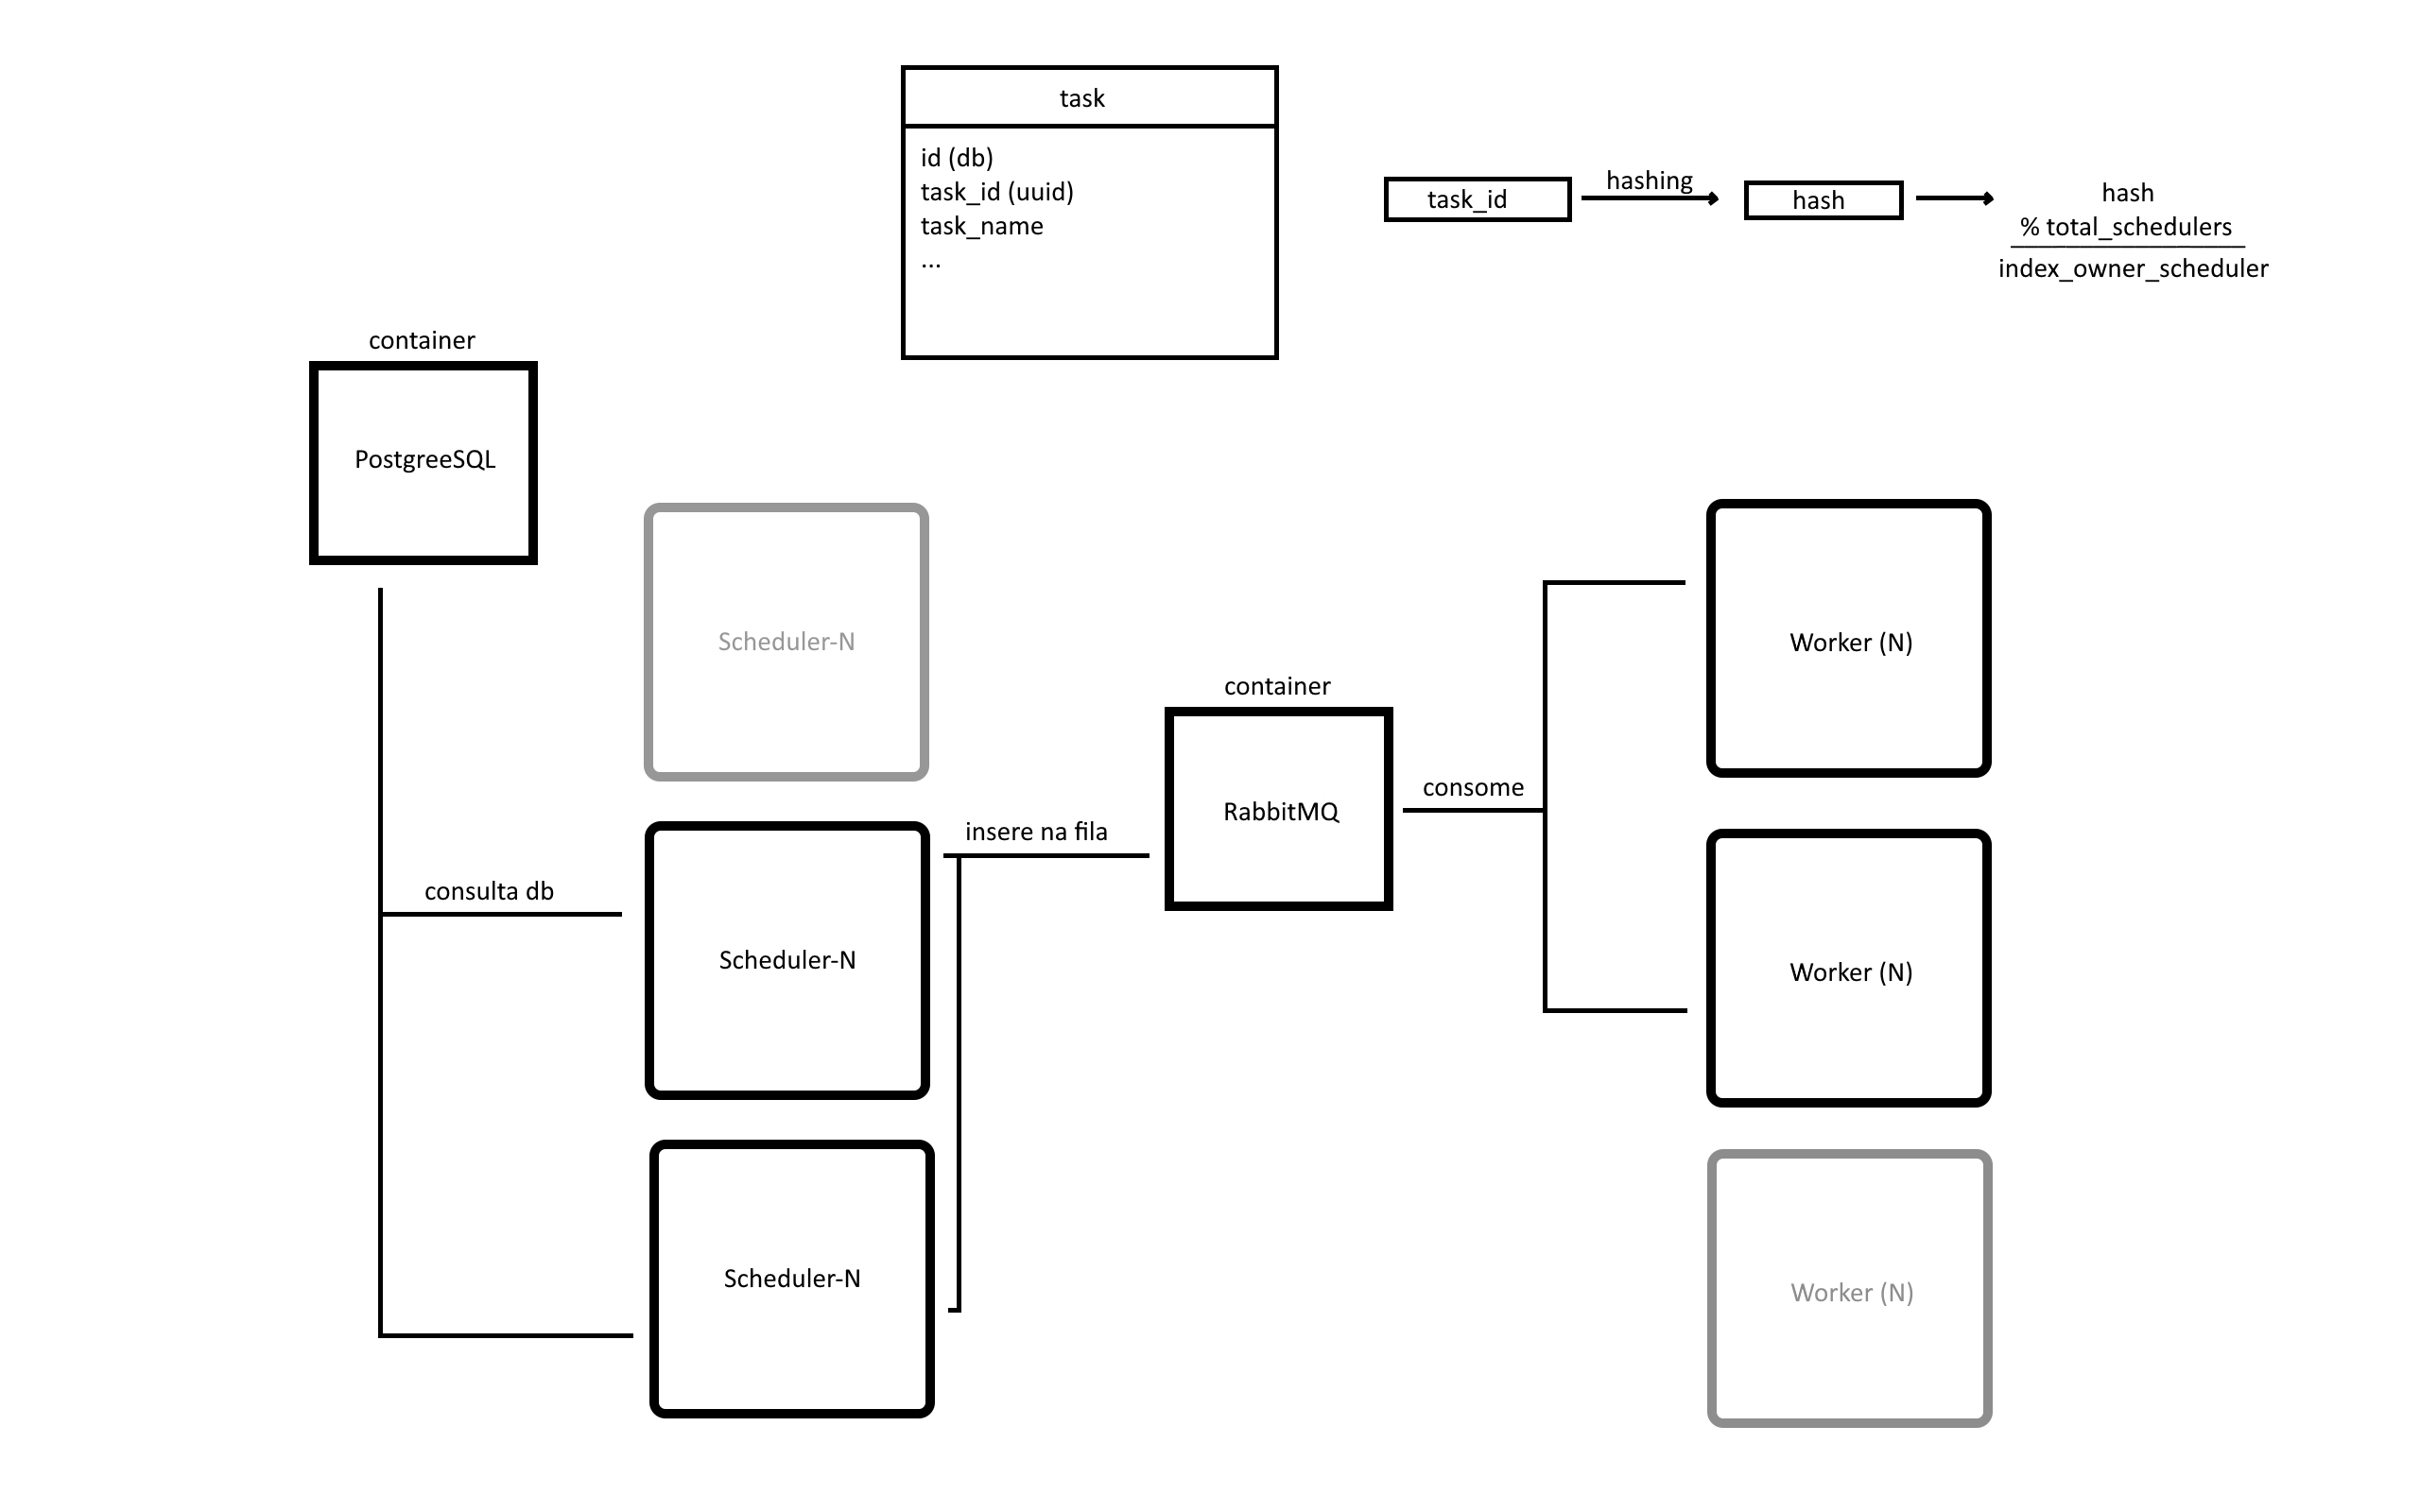 task
id (db)
task_id (uuid)
task_name
...
task_id
hashing
hash
hash
% total_schedulers
index_owner_scheduler
container
PostgreeSQL
Scheduler-N
consulta db
Scheduler-N
Scheduler-N
insere na fila
container
RabbitMQ
consome
Worker (N)
Worker (N)
Worker (N)